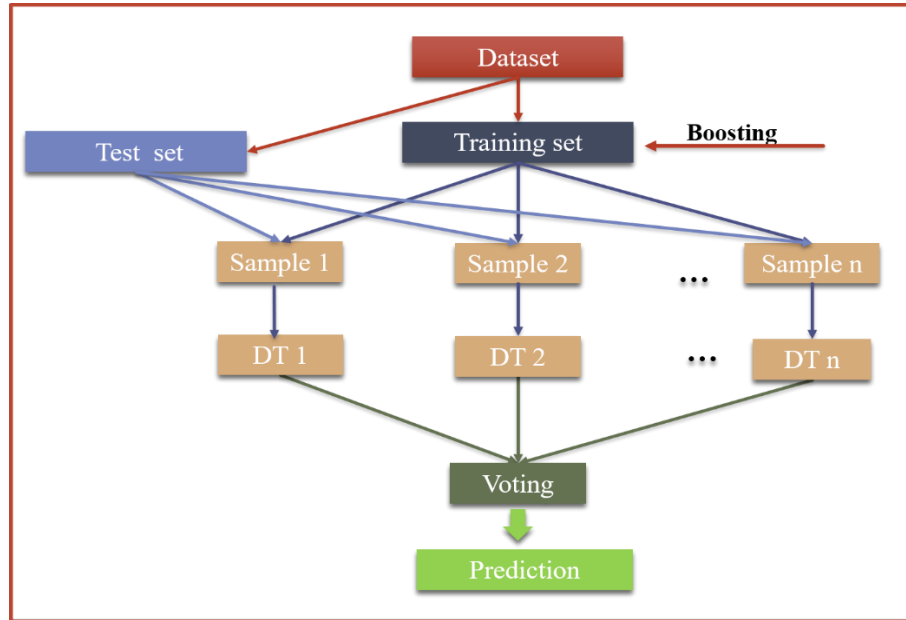 Dataset
Test set
Training set
Boosting
Sample 1
Sample 2
...
Sample n
DT 1
DT 2
...
DT n
Voting
Prediction